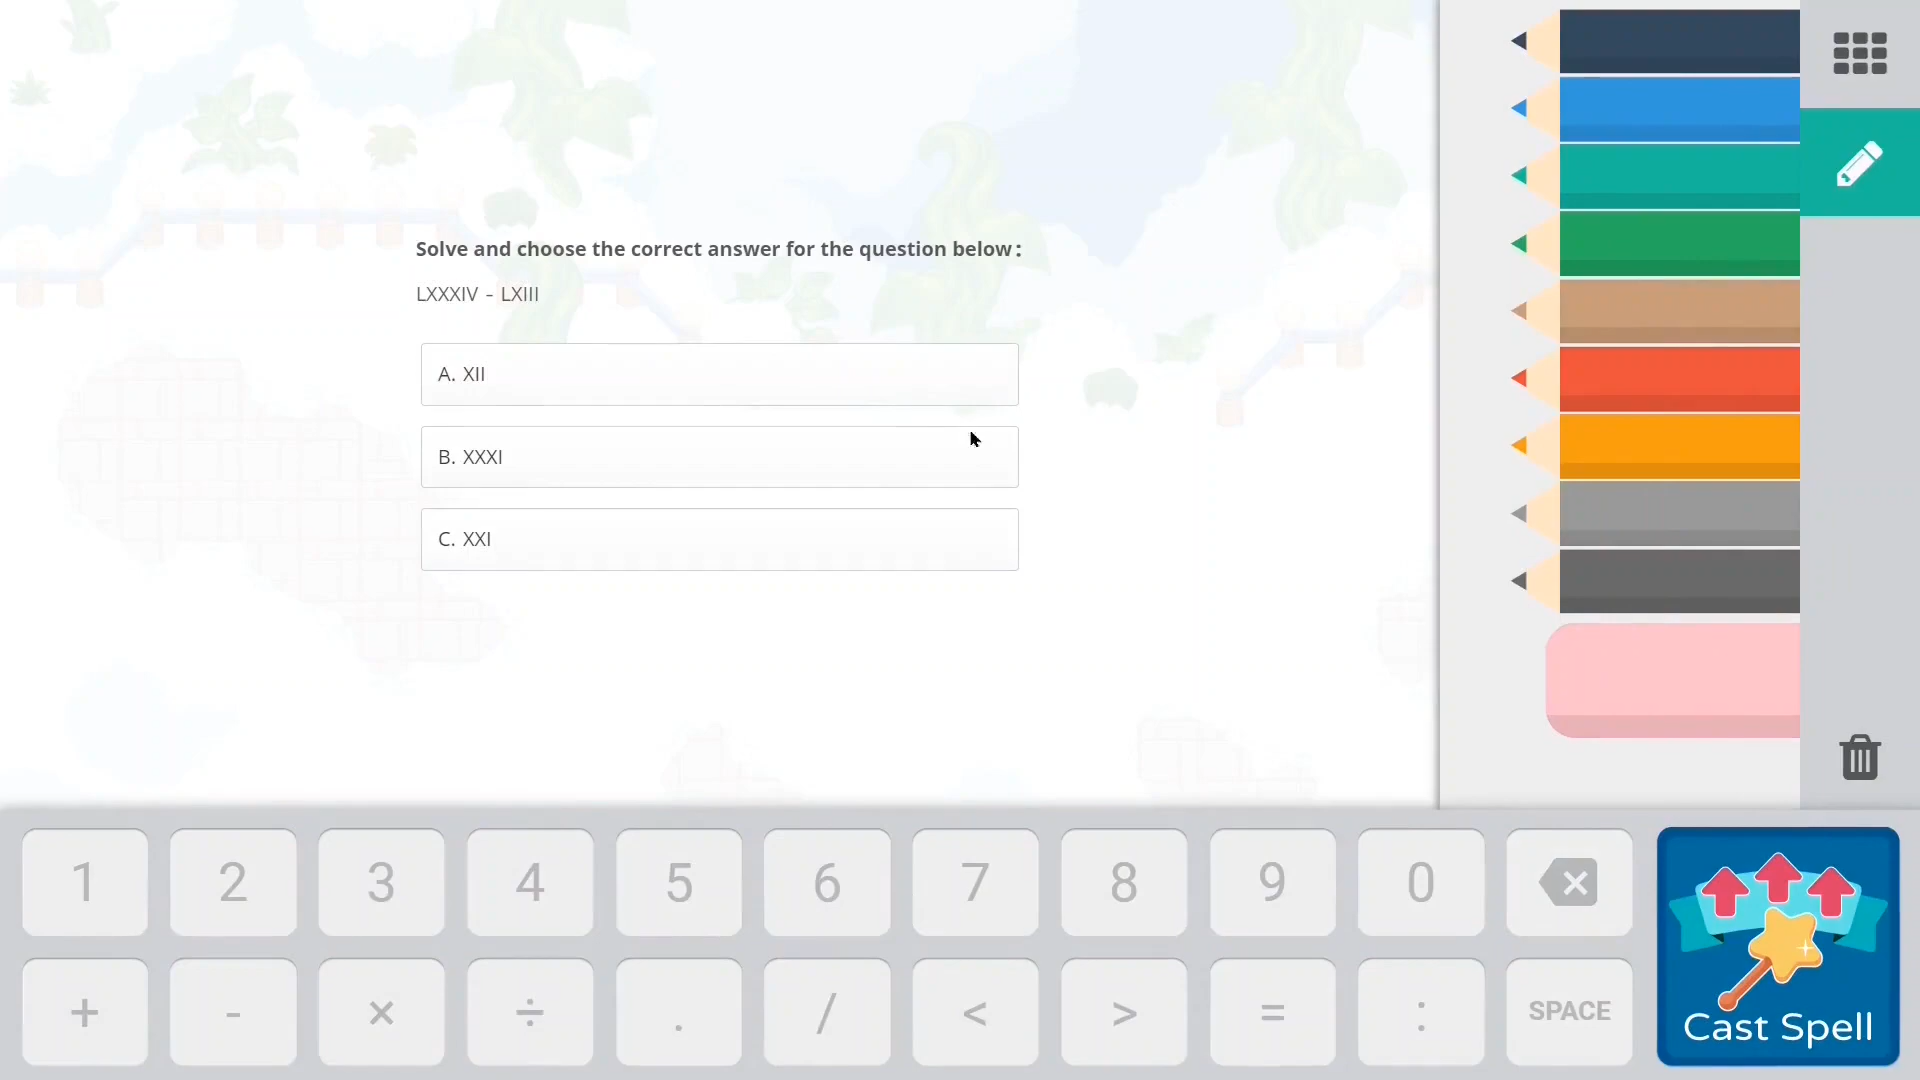 Solve and choose the correct answer for the question below:
LXXXIV - LXIII
A. XII
B. XXXI
C. XXI
1 2 3 4 5 6 7 8 9 0
+ - × ÷ . / < > = : SPACE
Cast Spell